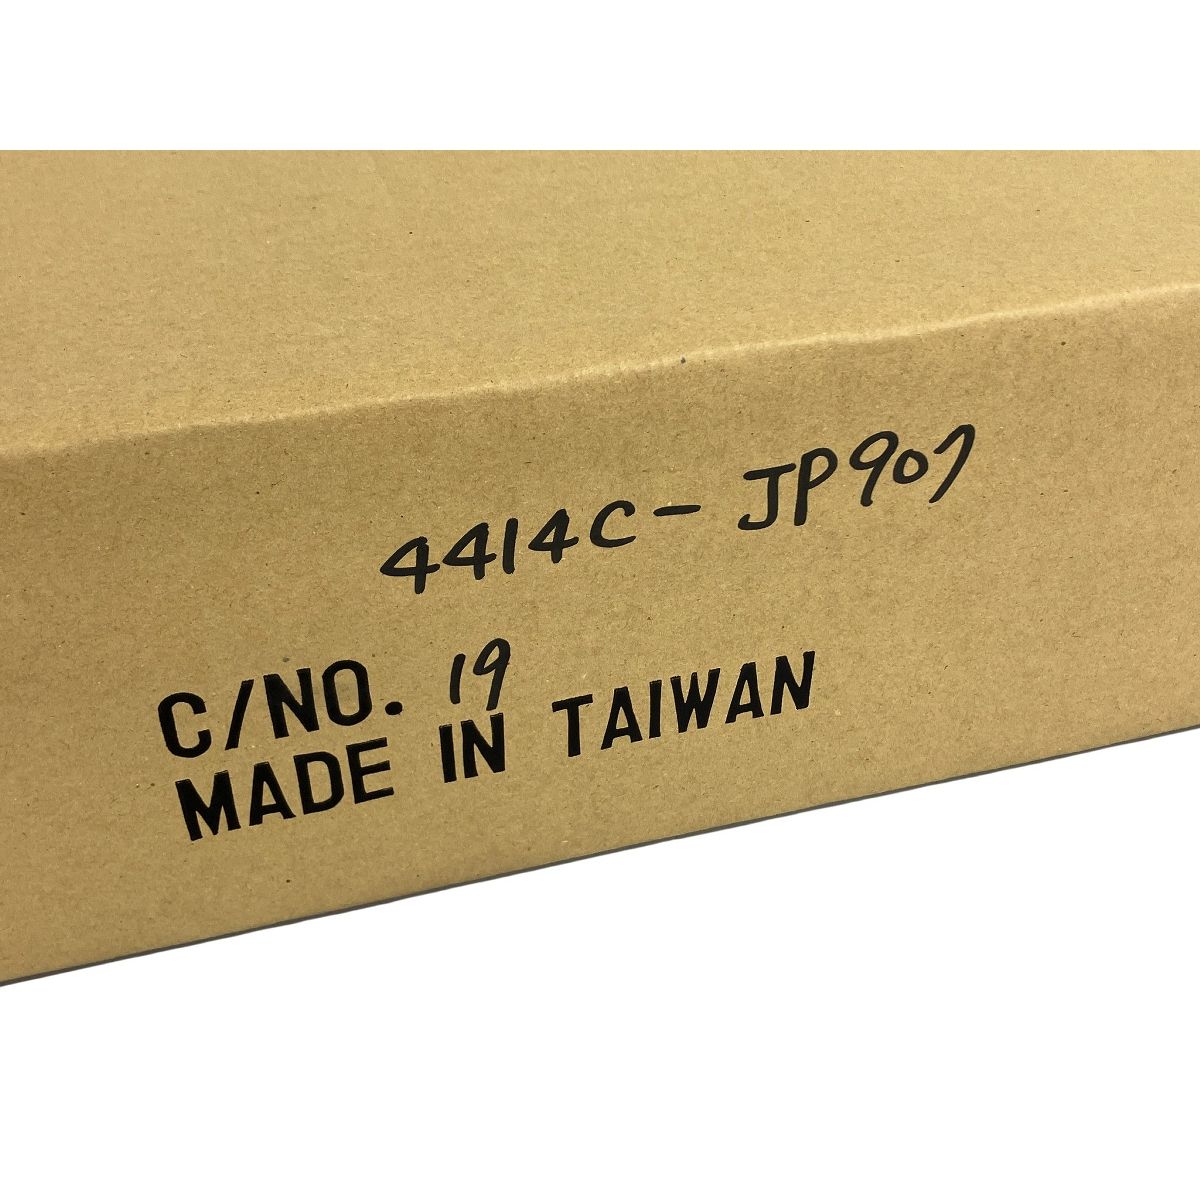 4414C-JP907
C/NO. 19
MADE IN TAIWAN